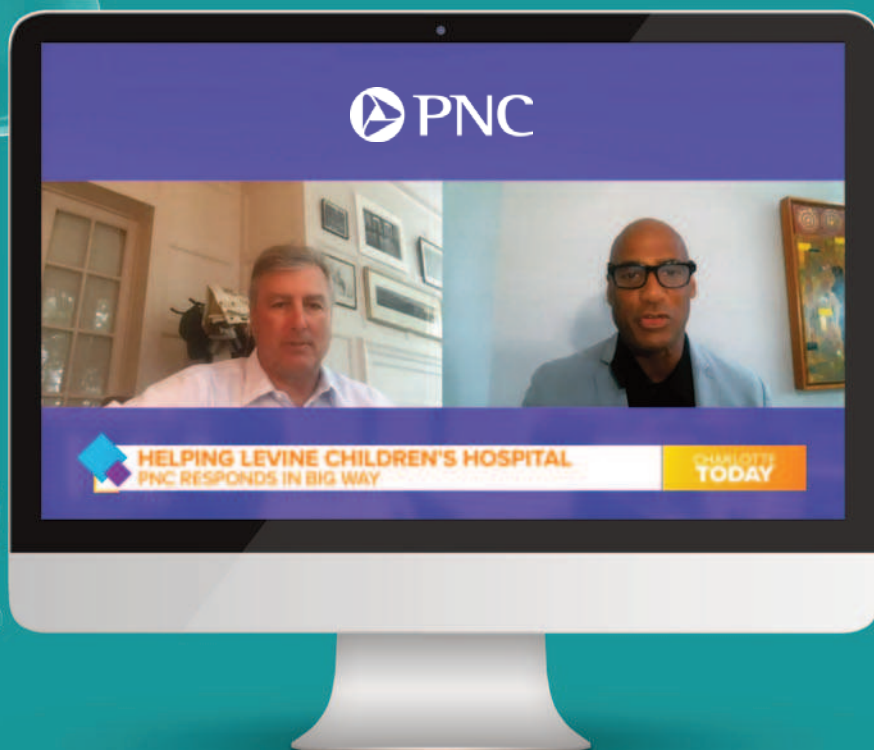 PNC
HELPING LEVINE CHILDREN'S HOSPITAL
PNC RESPONDS IN BIG WAY
CHARLOTTE
TODAY